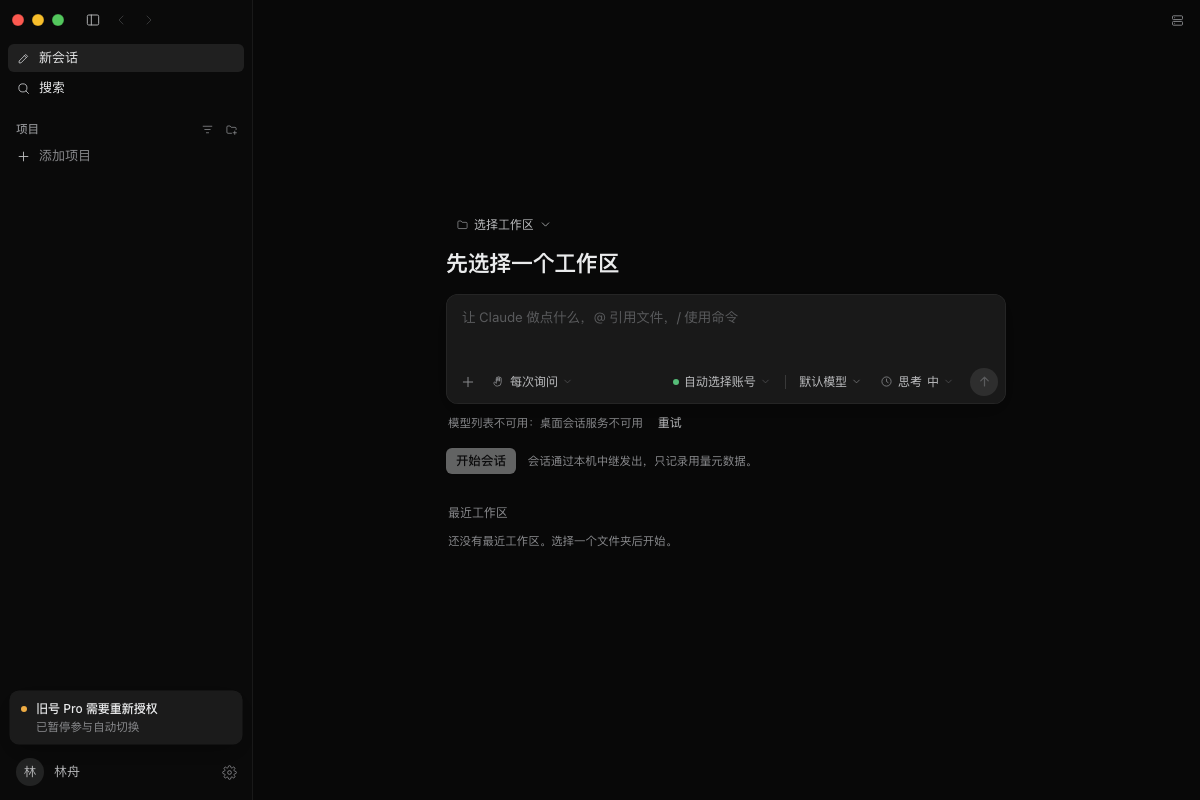 新会话
搜索
项目
添加项目
选择工作区
先选择一个工作区
让 Claude 做点什么，@ 引用文件，/ 使用命令
每次询问
自动选择账号
默认模型
思考 中
模型列表不可用：桌面会话服务不可用 重试
开始会话
会话通过本机中继发出，只记录用量元数据。
最近工作区
还没有最近工作区。选择一个文件夹后开始。
旧号 Pro 需要重新授权
已暂停参与自动切换
林 林舟